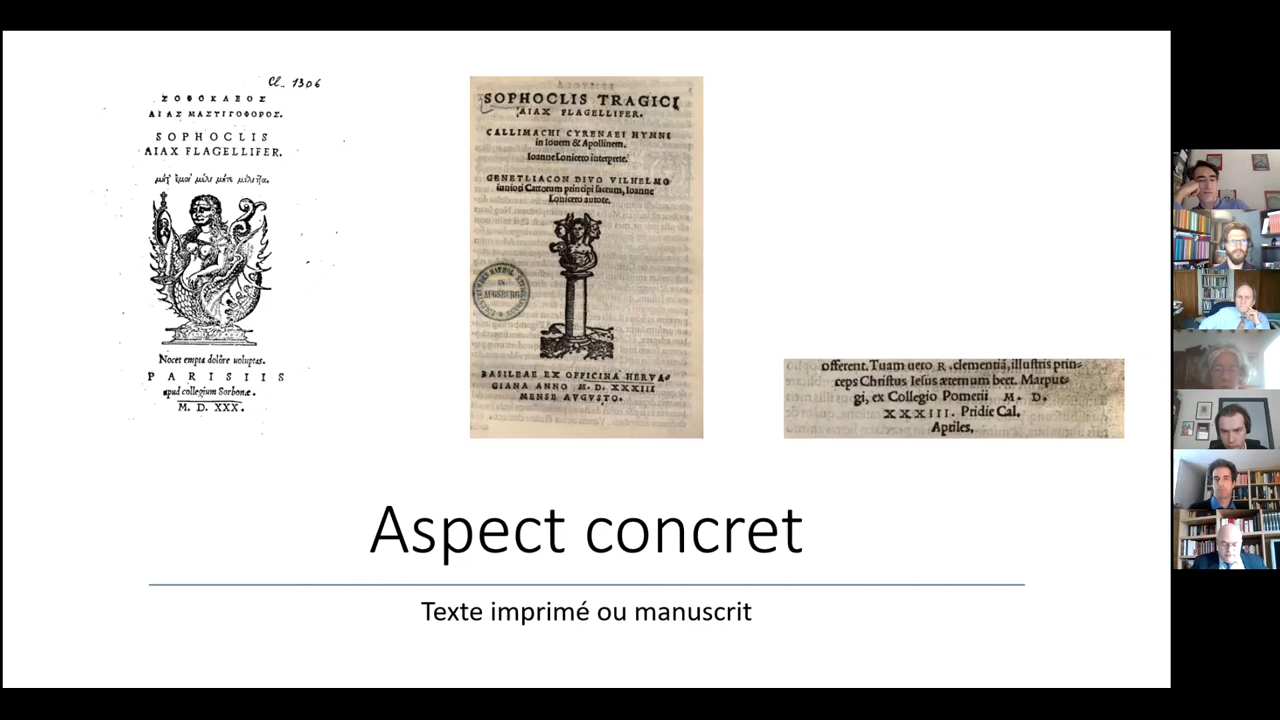 Cl. 1306
ΣΟΦΟΚΛΕΟΣ
ΑΙΑΣ ΜΑΣΤΙΓΟΦΟΡΟΣ.
SOPHOCLIS
AIAX FLAGELLIFER.
Nocet empta dolore uoluptas.
PARISIIS
apud collegium Sorbonæ.
M. D. XXX.
SOPHOCLIS TRAGICI
AIAX FLAGELLIFER.
CALLIMACHI CYRENAEI HYMNI
in Iouem & Apollinem.
Ioanne Lonicero interprete.
GENETLIACON DIVO VILHELMO
iuniori Cattorum principi factum, Ioanne
Lonicero autore.
IN
AUGSBURG
BASILEAE EX OFFICINA HERVA-
GIANA ANNO M. D. XXXIII
MENSE AVGVSTO.
offerent. Tuam uero R. clementiã, illustris prin-
ceps Christus Iesus æternum beet. Marpur-
gi, ex Collegio Pomerii M. D.
XXXIII. Pridie Cal.
Apriles,
Aspect concret
Texte imprimé ou manuscrit